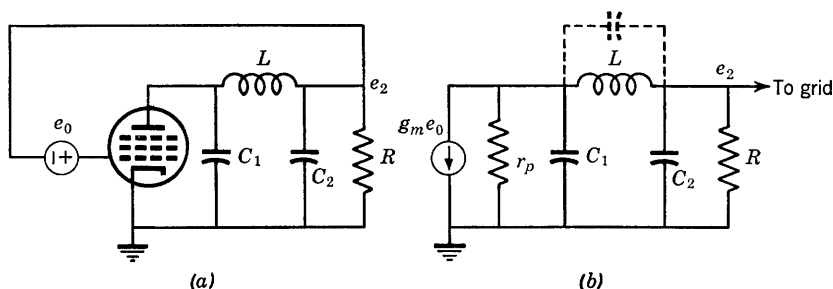 e₀
L
e₂
C₁
C₂
R
(a)
gₘe₀
rₚ
C₁
L
C₂
e₂
To grid
R
(b)